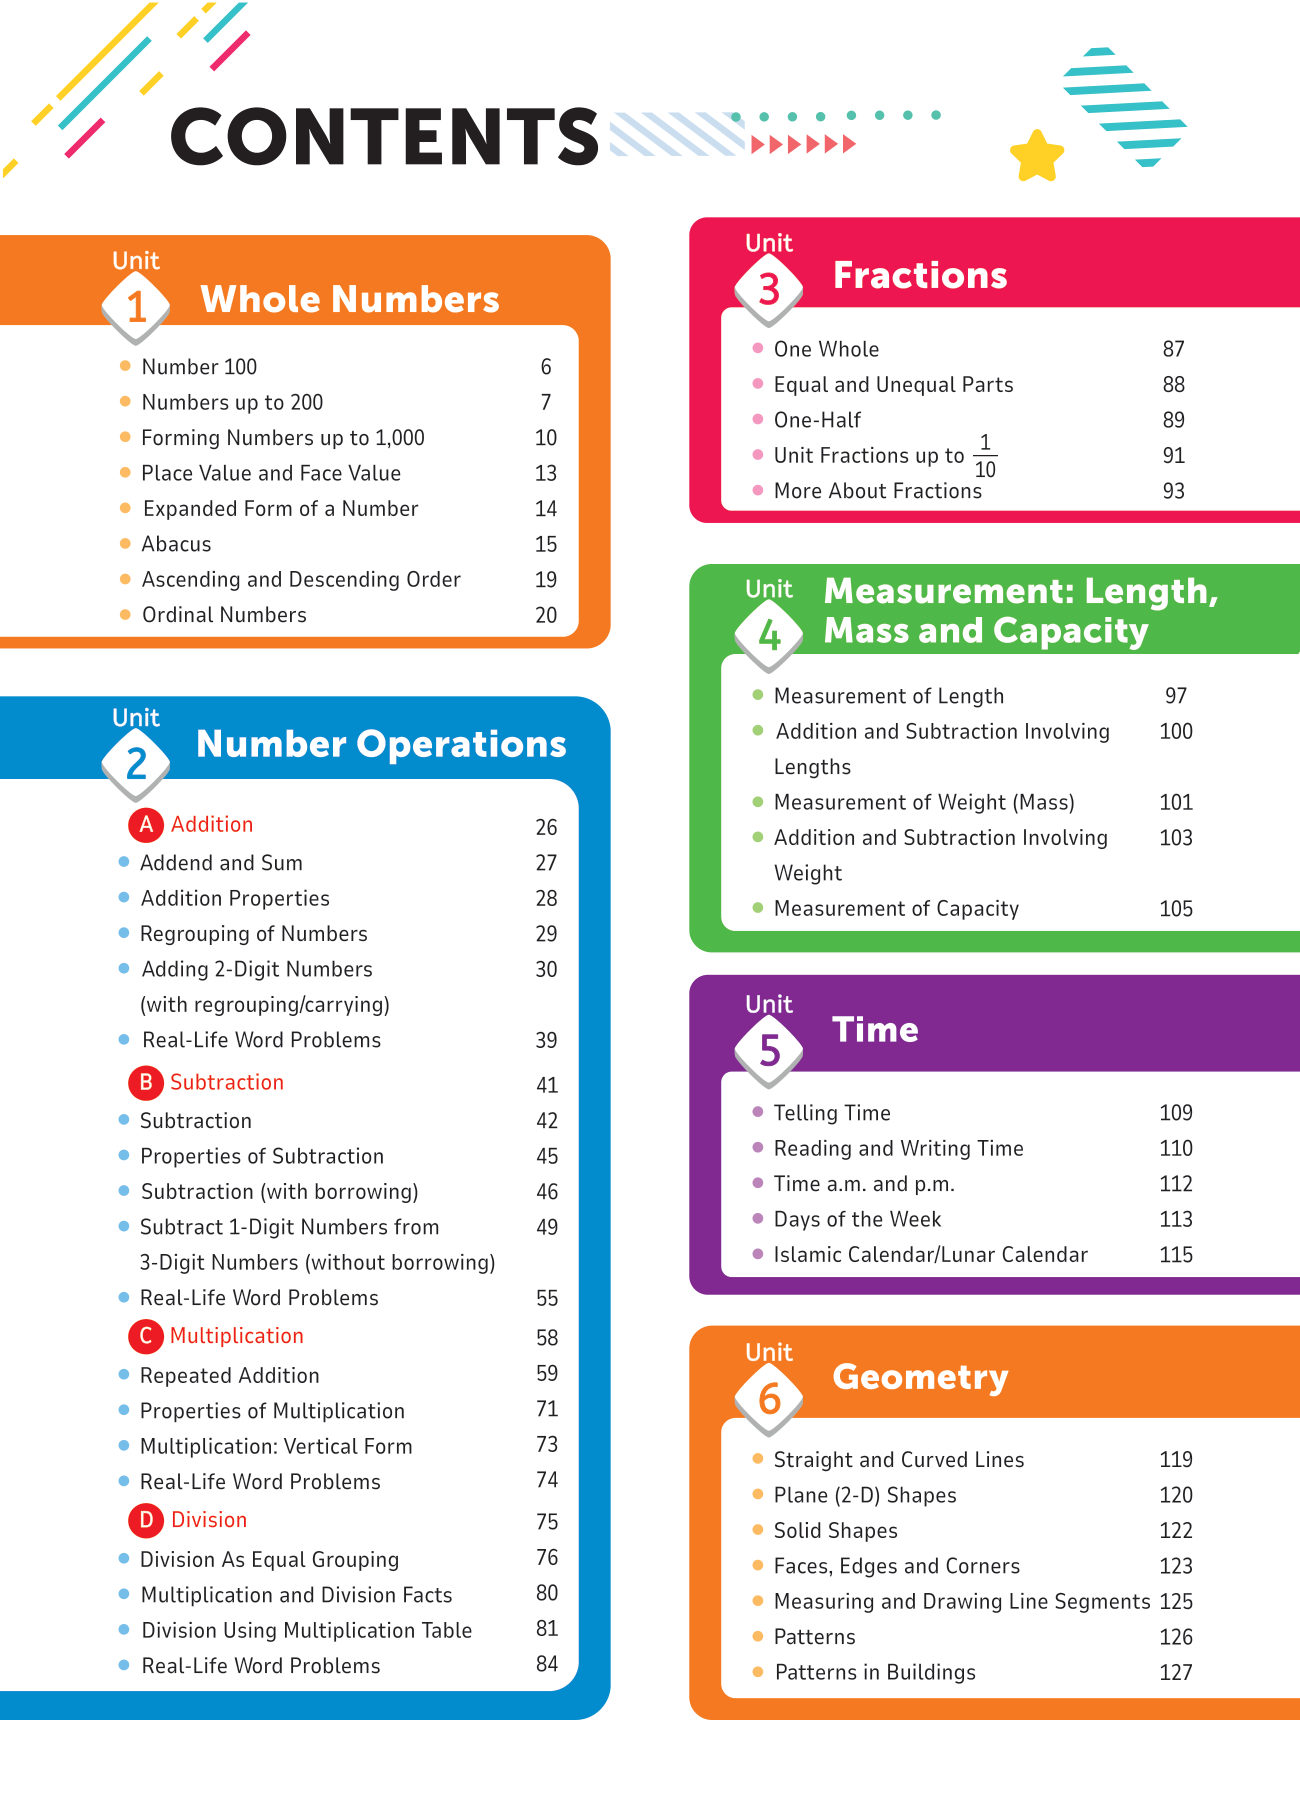 CONTENTS
Unit
1
Whole Numbers
Number 100 6
Numbers up to 200 7
Forming Numbers up to 1,000 10
Place Value and Face Value 13
Expanded Form of a Number 14
Abacus 15
Ascending and Descending Order 19
Ordinal Numbers 20
Unit
2
Number Operations
A Addition 26
Addend and Sum 27
Addition Properties 28
Regrouping of Numbers 29
Adding 2-Digit Numbers 30
(with regrouping/carrying)
Real-Life Word Problems 39
B Subtraction 41
Subtraction 42
Properties of Subtraction 45
Subtraction (with borrowing) 46
Subtract 1-Digit Numbers from 49
3-Digit Numbers (without borrowing)
Real-Life Word Problems 55
C Multiplication 58
Repeated Addition 59
Properties of Multiplication 71
Multiplication: Vertical Form 73
Real-Life Word Problems 74
D Division 75
Division As Equal Grouping 76
Multiplication and Division Facts 80
Division Using Multiplication Table 81
Real-Life Word Problems 84
Unit
3
Fractions
One Whole 87
Equal and Unequal Parts 88
One-Half 89
Unit Fractions up to 1/10 91
More About Fractions 93
Unit
4
Measurement: Length,
Mass and Capacity
Measurement of Length 97
Addition and Subtraction Involving 100
Lengths
Measurement of Weight (Mass) 101
Addition and Subtraction Involving 103
Weight
Measurement of Capacity 105
Unit
5
Time
Telling Time 109
Reading and Writing Time 110
Time a.m. and p.m. 112
Days of the Week 113
Islamic Calendar/Lunar Calendar 115
Unit
6
Geometry
Straight and Curved Lines 119
Plane (2-D) Shapes 120
Solid Shapes 122
Faces, Edges and Corners 123
Measuring and Drawing Line Segments 125
Patterns 126
Patterns in Buildings 127